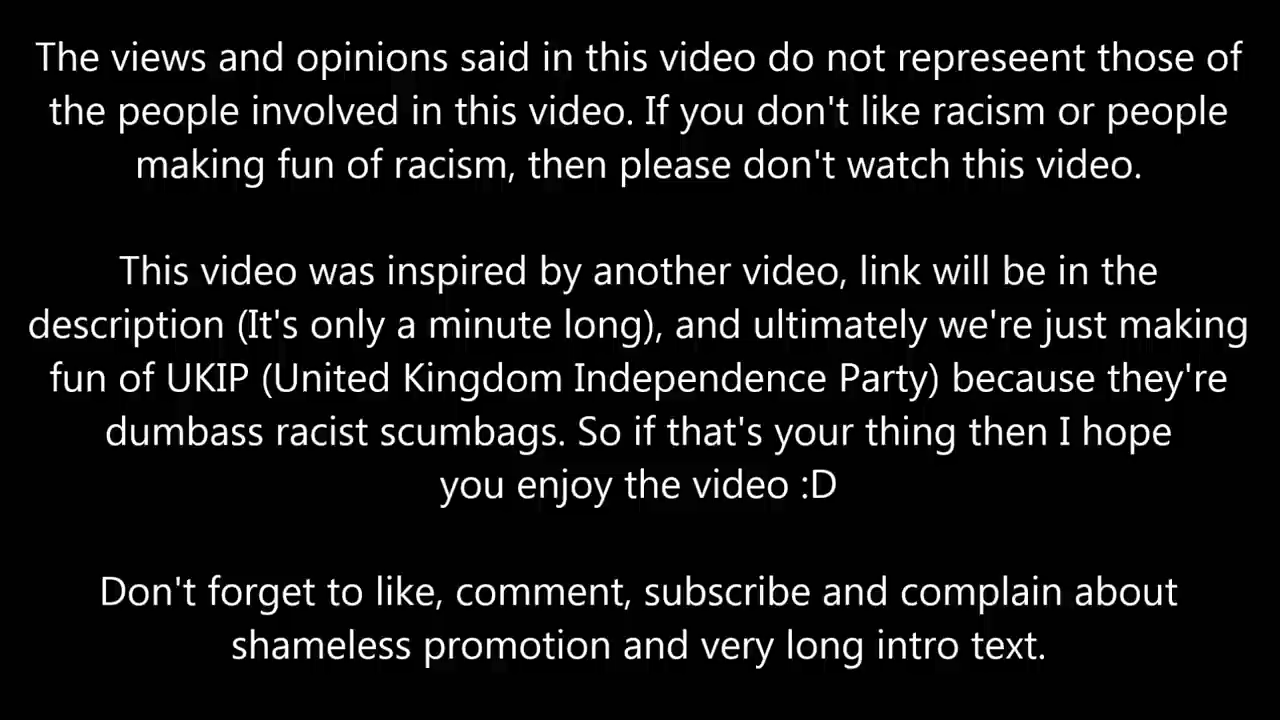 The views and opinions said in this video do not represeent those of
the people involved in this video. If you don't like racism or people
making fun of racism, then please don't watch this video.
This video was inspired by another video, link will be in the
description (It's only a minute long), and ultimately we're just making
fun of UKIP (United Kingdom Independence Party) because they're
dumbass racist scumbags. So if that's your thing then I hope
you enjoy the video :D
Don't forget to like, comment, subscribe and complain about
shameless promotion and very long intro text.